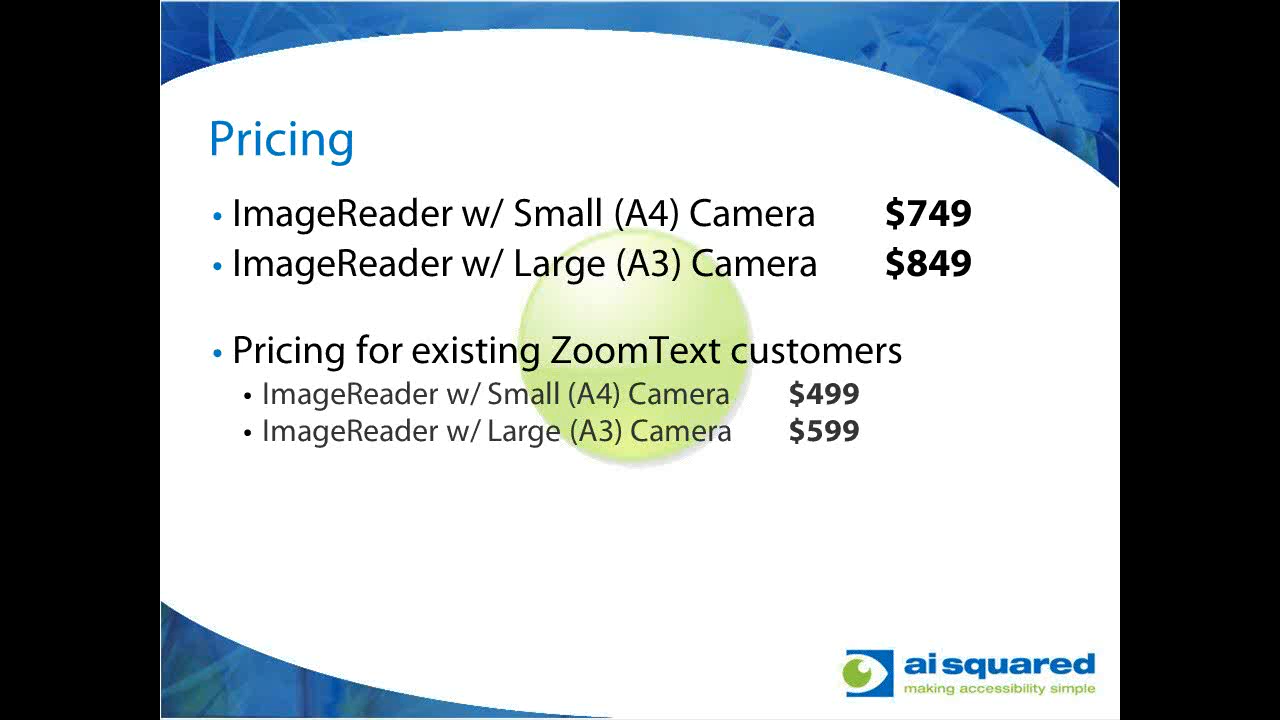 Pricing
• ImageReader w/ Small (A4) Camera $749
• ImageReader w/ Large (A3) Camera $849
• Pricing for existing ZoomText customers
• ImageReader w/ Small (A4) Camera $499
• ImageReader w/ Large (A3) Camera $599
ai squared
making accessibility simple